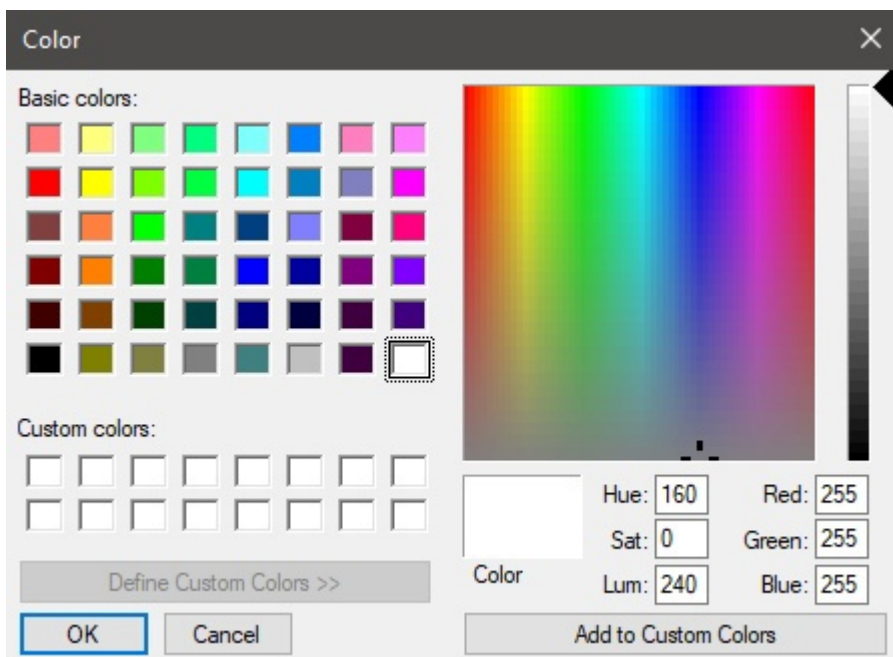 Color
Basic colors:
Custom colors:
Define Custom Colors >>
OK Cancel
Color
Hue: 160 Red: 255
Sat: 0 Green: 255
Lum: 240 Blue: 255
Add to Custom Colors